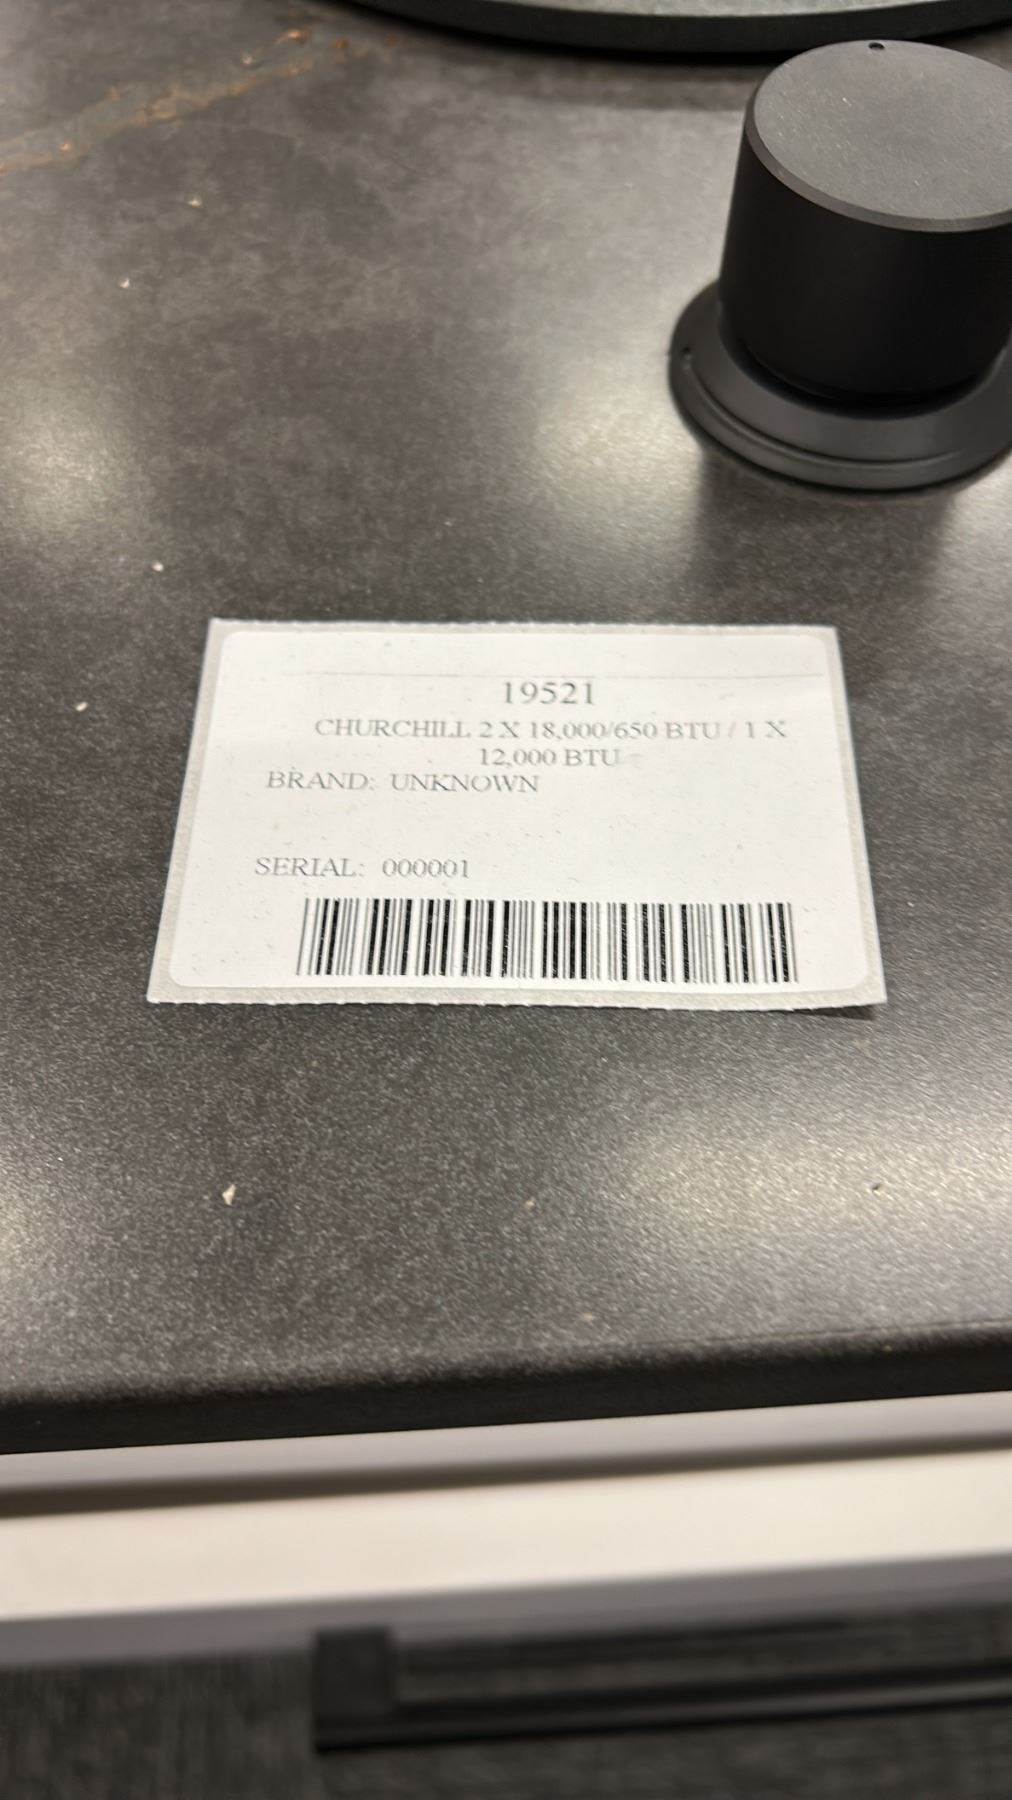 19521
CHURCHILL 2 X 18,000/650 BTU / 1 X
12,000 BTU
BRAND: UNKNOWN
SERIAL: 000001